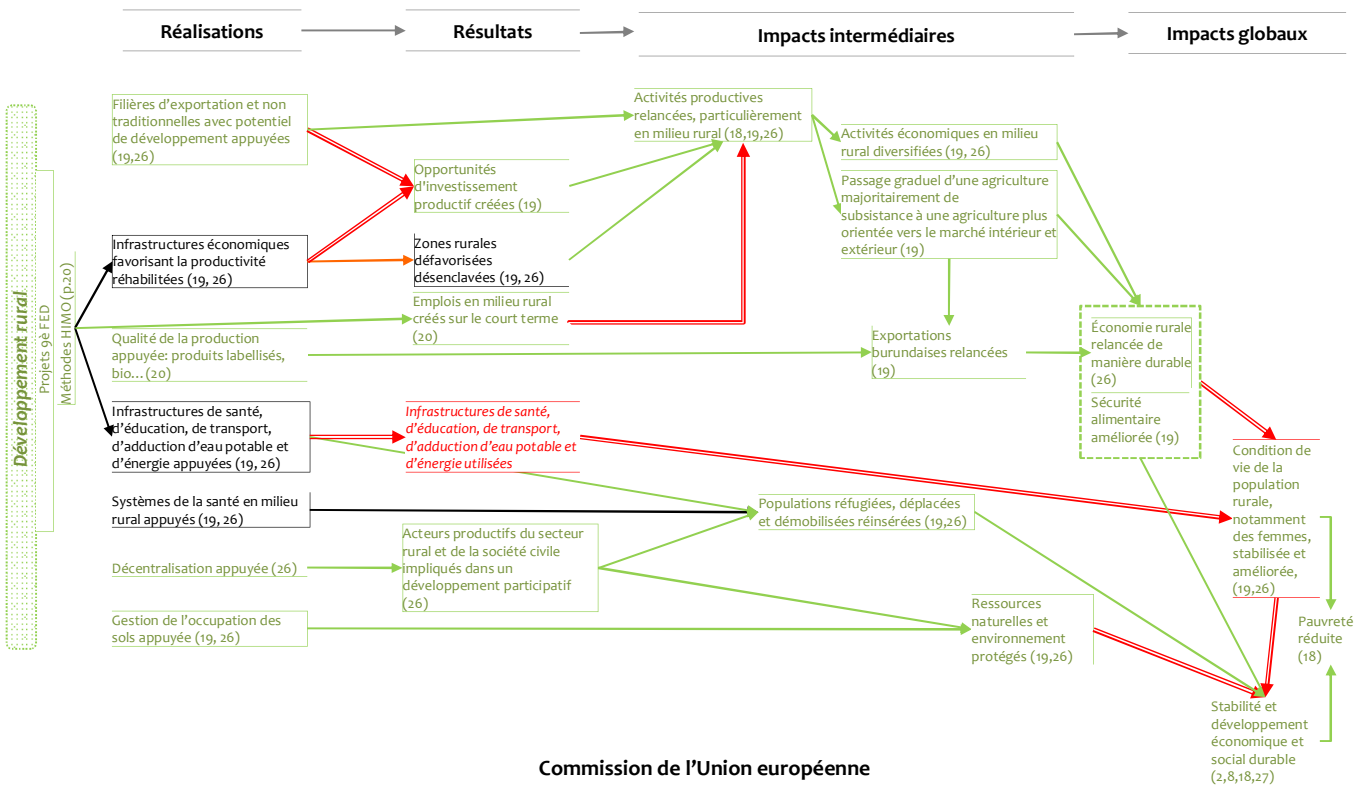 Réalisations
Résultats
Impacts intermédiaires
Impacts globaux
Développement rural
Projets 9è FED
Méthodes HIMO (p.20)
Filières d'exportation et non
traditionnelles avec potentiel
de développement appuyées
(19,26)
Infrastructures économiques
favorisant la productivité
réhabilitées (19, 26)
Qualité de la production
appuyée: produits labellisés,
bio... (20)
Infrastructures de santé,
d'éducation, de transport,
d'adduction d'eau potable et
d'énergie appuyées (19, 26)
Systèmes de la santé en milieu
rural appuyés (19, 26)
Décentralisation appuyée (26)
Gestion de l'occupation des
sols appuyée (19, 26)
Opportunités
d'investissement
productif créées (19)
Zones rurales
défavorisées
désenclavées (19, 26)
Emplois en milieu rural
créés sur le court terme
(20)
Infrastructures de santé,
d'éducation, de transport,
d'adduction d'eau potable et
d'énergie utilisées
Acteurs productifs du secteur
rural et de la société civile
impliqués dans un
développement participatif
(26)
Activités productives
relancées, particulièrement
en milieu rural (18,19,26)
Activités économiques en milieu
rural diversifiées (19, 26)
Passage graduel d'une agriculture
majoritairement de
subsistance à une agriculture plus
orientée vers le marché intérieur et
extérieur (19)
Exportations
burundaises relancées
(19)
Populations réfugiées, déplacées
et démobilisées réinsérées (19,26)
Ressources
naturelles et
environnement
protégés (19,26)
Économie rurale
relancée de
manière durable
(26)
Sécurité
alimentaire
améliorée (19)
Condition de
vie de la
population
rurale,
notamment
des femmes,
stabilisée et
améliorée,
(19,26)
Pauvreté
réduite
(18)
Stabilité et
développement
économique et
social durable
(2,8,18,27)
Commission de l'Union européenne